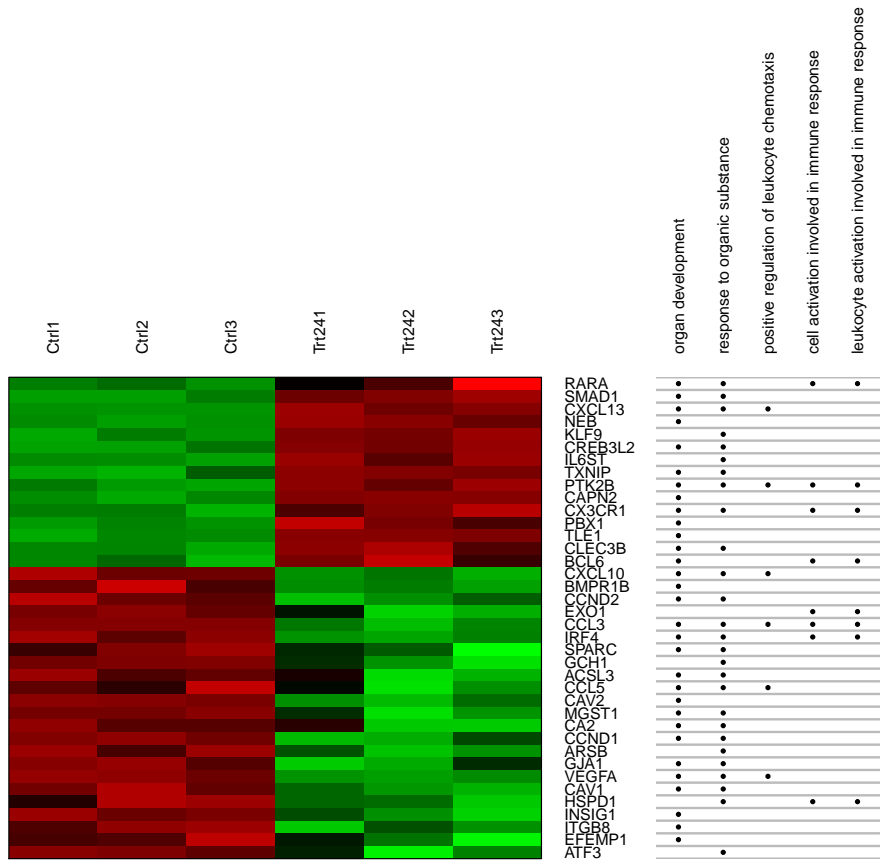 organ development
response to organic substance
positive regulation of leukocyte chemotaxis
cell activation involved in immune response
leukocyte activation involved in immune response
Ctrl1
Ctrl2
Ctrl3
Trt241
Trt242
Trt243
RARA
SMAD1
CXCL13
NEB
KLF9
CREB3L2
IL6ST
TXNIP
PTK2B
CAPN2
CX3CR1
PBX1
TLE1
CLEC3B
BCL6
CXCL10
BMPR1B
CCND2
EXO1
CCL3
IRF4
SPARC
GCH1
ACSL3
CCL5
CAV2
MGST1
CA2
CCND1
ARSB
GJA1
VEGFA
CAV1
HSPD1
INSIG1
ITGB8
EFEMP1
ATF3